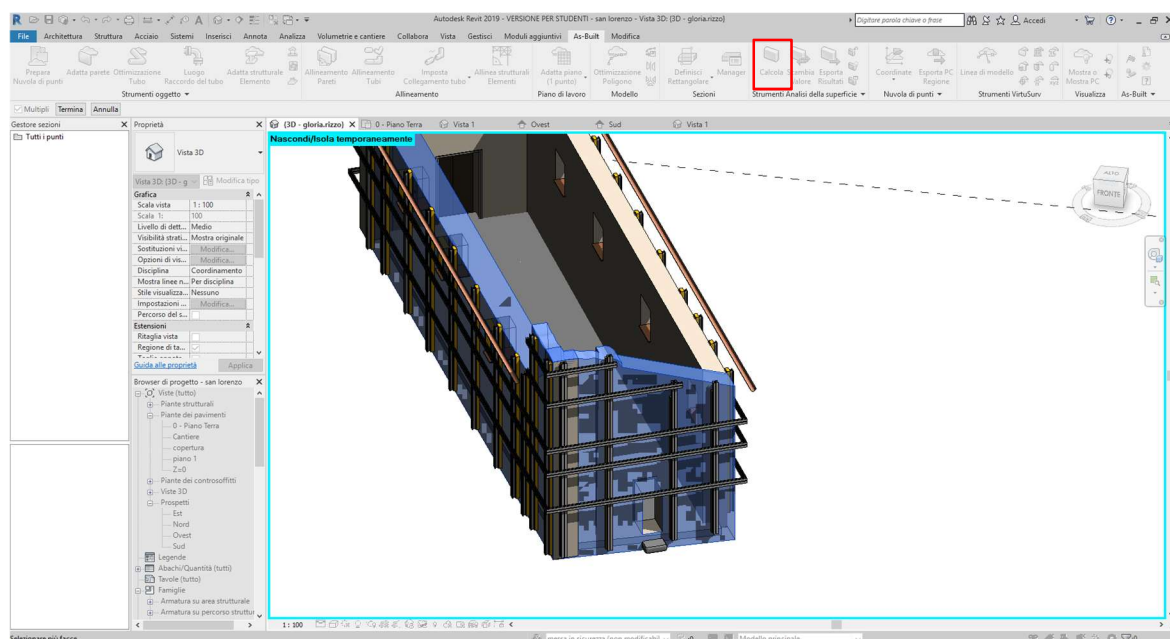 Autodesk Revit 2019 - VERSIONE PER STUDENTI - san lorenzo - Vista 3D: {3D - gloria.rizzo}
Digitare parola chiave o frase
Accedi
File Architettura Struttura Acciaio Sistemi Inserisci Annota Analizza Volumetrie e cantiere Collabora Vista Gestisci Moduli aggiuntivi As-Built Modifica
Prepara
Nuvola di punti
Adatta parete
Ottimizzazione
Tubo
Luogo
Raccordo del tubo
Adatta strutturale
Elemento
Allineamento
Pareti
Allineamento
Tubi
Imposta
Collegamento tubo
Allinea strutturali
Elementi
Adatta piano
(1 punto)
Ottimizzazione
Poligono
Definisci
Rettangolare
Manager
Calcola
Scambia
Valore
Esporta
Risultati
Coordinate
Esporta PC
Regione
Linea di modello
Mostra o
Mostra PC
Strumenti oggetto
Allineamento
Piano di lavoro
Modello
Sezioni
Strumenti Analisi della superficie
Nuvola di punti
Strumenti VirtuSurv
Visualizza
As-Built
Multipli Termina Annulla
Gestore sezioni X
Tutti i punti
Proprietà X
Vista 3D
Vista 3D: {3D - g
Modifica tipo
Grafica
Scala vista 1 : 100
Scala 1: 100
Livello di dett... Medio
Visibilità strati... Mostra originale
Sostituzioni vi... Modifica...
Opzioni di vis... Modifica...
Disciplina Coordinamento
Mostra linee n... Per disciplina
Stile visualizza... Nessuno
Impostazioni ... Modifica...
Percorso del s...
Estensioni
Ritaglia vista
Regione di ta...
Guida alle proprietà Applica
Browser di progetto - san lorenzo X
Viste (tutto)
Piante strutturali
Piante dei pavimenti
0 - Piano Terra
Cantiere
copertura
piano 1
Z=0
Piante dei controsoffitti
Viste 3D
Prospetti
Est
Nord
Ovest
Sud
Legende
Abachi/Quantità (tutti)
Tavole (tutto)
Famiglie
Armatura su area strutturale
Armatura su percorso struttur
{3D - gloria.rizzo} X
0 - Piano Terra
Vista 1
Ovest
Sud
Vista 1
Nascondi/Isola temporaneamente
ALTO
FRONTE
1 : 100
Selezionare più facce
Modello principale